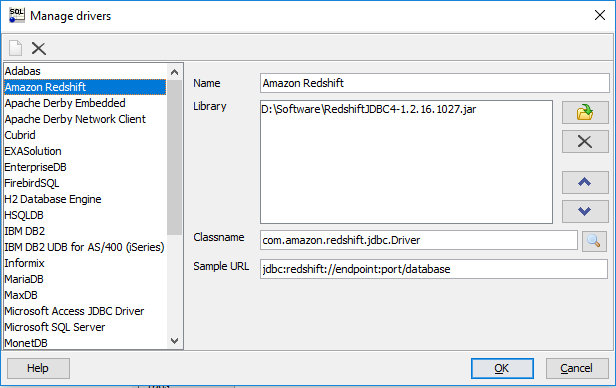 SQL
Manage drivers
Adabas
Amazon Redshift
Apache Derby Embedded
Apache Derby Network Client
Cubrid
EXASolution
EnterpriseDB
FirebirdSQL
H2 Database Engine
HSQLDB
IBM DB2
IBM DB2 UDB for AS/400 (iSeries)
Informix
MariaDB
MaxDB
Microsoft Access JDBC Driver
Microsoft SQL Server
MonetDB
Name
Amazon Redshift
Library
D:\Software\RedshiftJDBC4-1.2.16.1027.jar
Classname
com.amazon.redshift.jdbc.Driver
Sample URL
jdbc:redshift://endpoint:port/database
Help
OK
Cancel